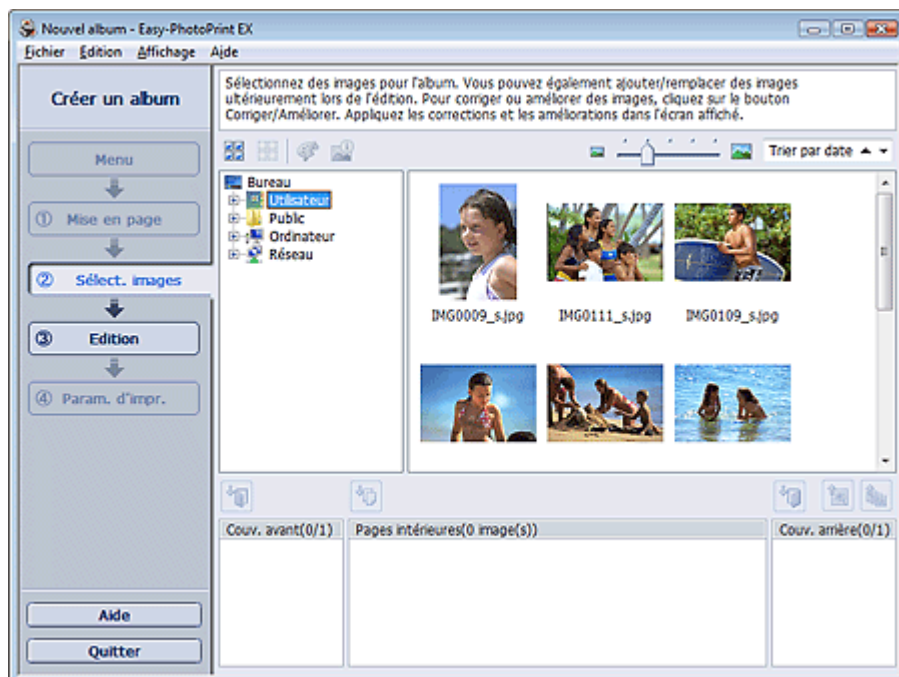 Nouvel album - Easy-PhotoPrint EX
Fichier Édition Affichage Aide
Créer un album
Sélectionnez des images pour l'album. Vous pouvez également ajouter/remplacer des images
ultérieurement lors de l'édition. Pour corriger ou améliorer des images, cliquez sur le bouton
Corriger/Améliorer. Appliquez les corrections et les améliorations dans l'écran affiché.
Menu
Trier par date
① Mise en page
② Sélect. images
③ Edition
④ Param. d'impr.
Bureau
Utilisateur
Public
Ordinateur
Réseau
IMG0009_s.jpg IMG0111_s.jpg IMG0109_s.jpg
Couv. avant(0/1) Pages intérieures(0 image(s)) Couv. arrière(0/1)
Aide
Quitter